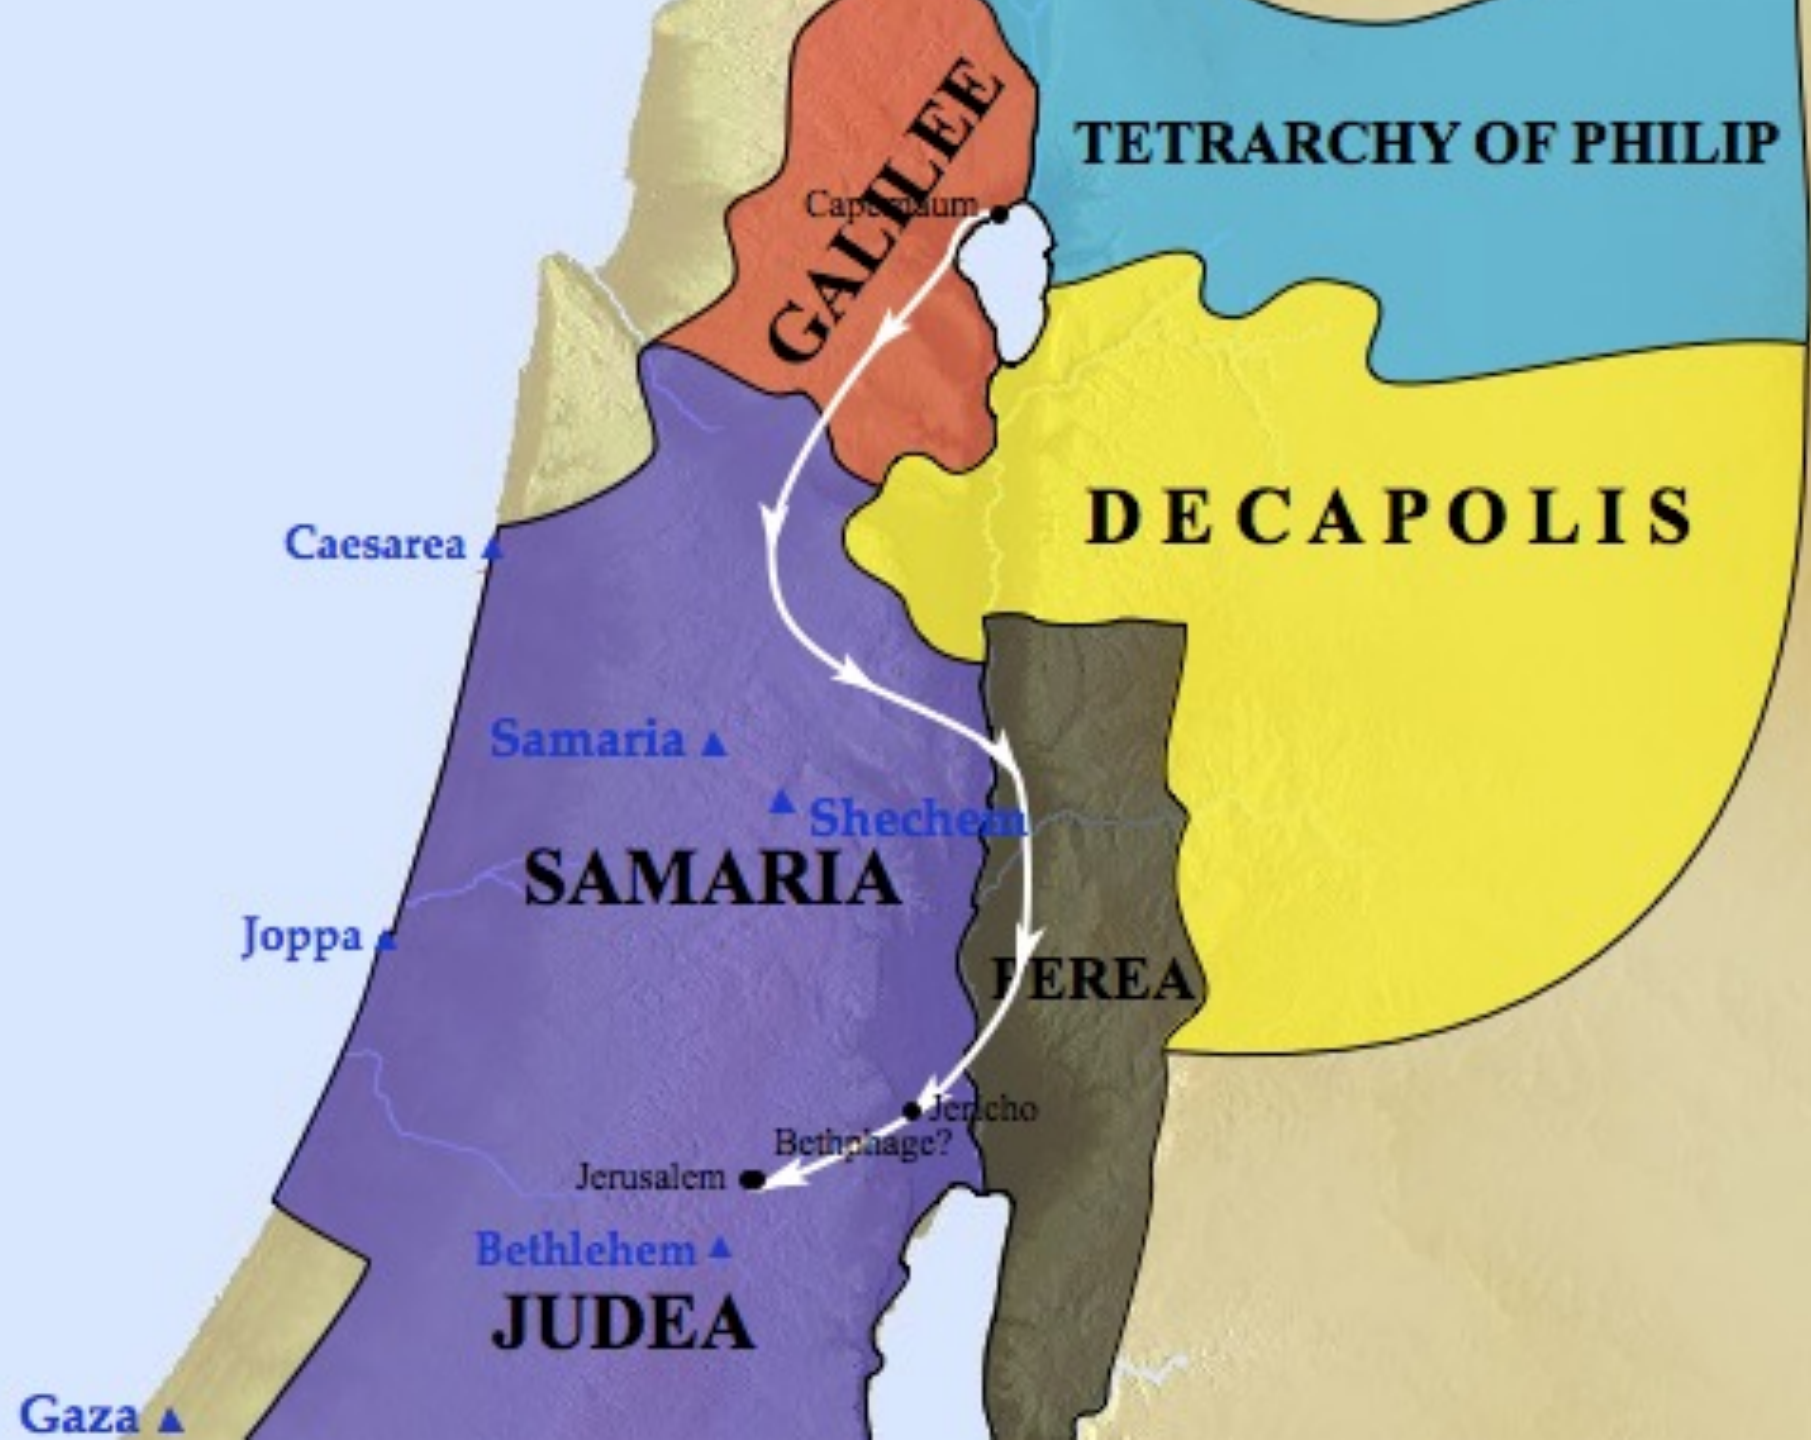 GALILEE
TETRARCHY OF PHILIP
Capernaum
DECAPOLIS
Caesarea
Samaria
Shechem
SAMARIA
Joppa
PEREA
Jericho
Bethphage?
Jerusalem
Bethlehem
JUDEA
Gaza